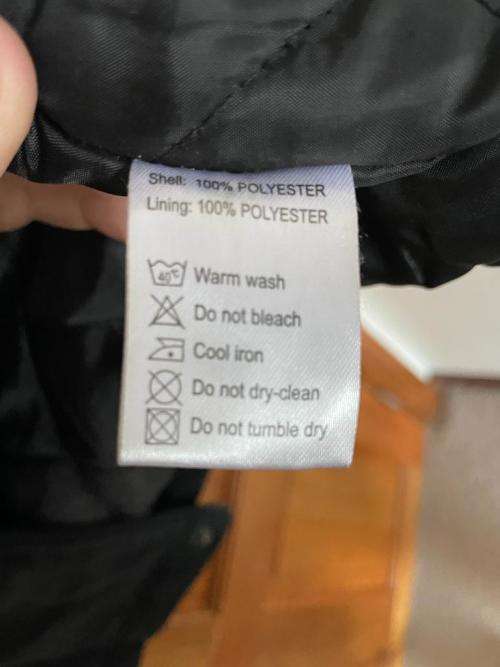 Shell: 100% POLYESTER
Lining: 100% POLYESTER
40℃ Warm wash
Do not bleach
Cool iron
Do not dry-clean
Do not tumble dry